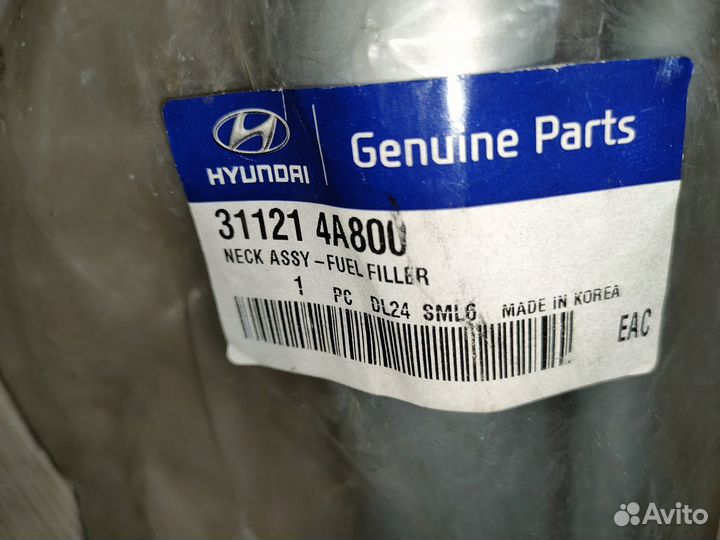 HYUNDAI
Genuine Parts
31121 4A800
NECK ASSY-FUEL FILLER
1 PC DL24 SML6 MADE IN KOREA
EAC
Avito